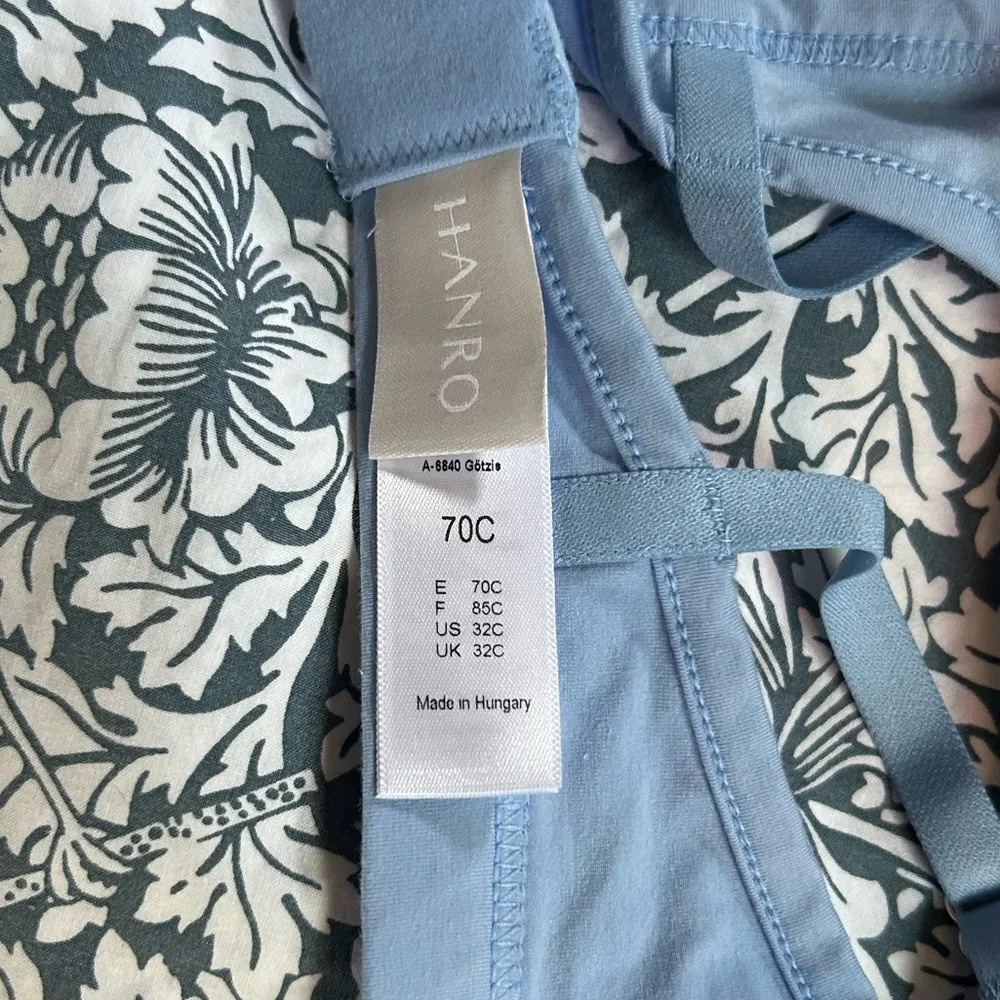 HANRO
A-6840 Götzis
70C
E 70C
F 85C
US 32C
UK 32C
Made in Hungary